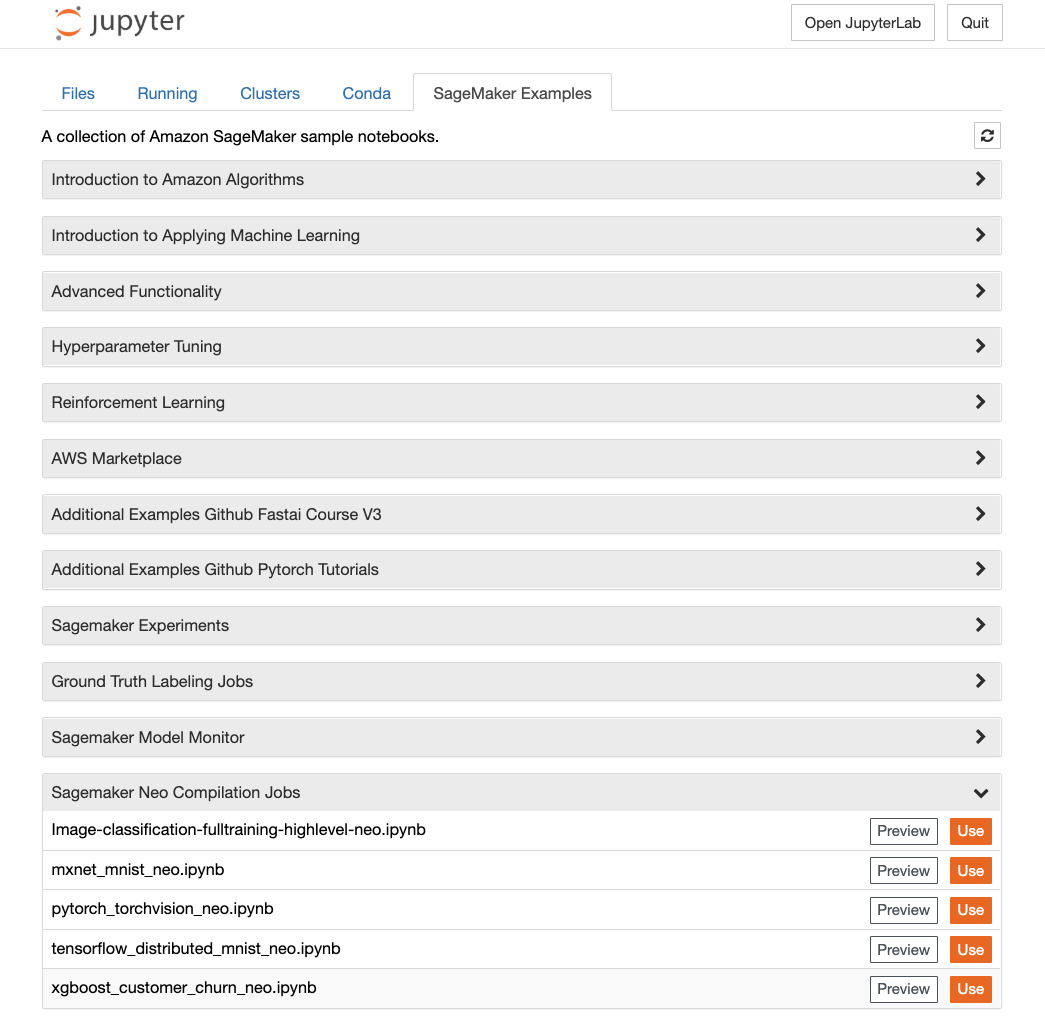 jupyter
Open JupyterLab
Quit
Files
Running
Clusters
Conda
SageMaker Examples
A collection of Amazon SageMaker sample notebooks.
Introduction to Amazon Algorithms
Introduction to Applying Machine Learning
Advanced Functionality
Hyperparameter Tuning
Reinforcement Learning
AWS Marketplace
Additional Examples Github Fastai Course V3
Additional Examples Github Pytorch Tutorials
Sagemaker Experiments
Ground Truth Labeling Jobs
Sagemaker Model Monitor
Sagemaker Neo Compilation Jobs
Image-classification-fulltraining-highlevel-neo.ipynb Preview Use
mxnet_mnist_neo.ipynb Preview Use
pytorch_torchvision_neo.ipynb Preview Use
tensorflow_distributed_mnist_neo.ipynb Preview Use
xgboost_customer_churn_neo.ipynb Preview Use